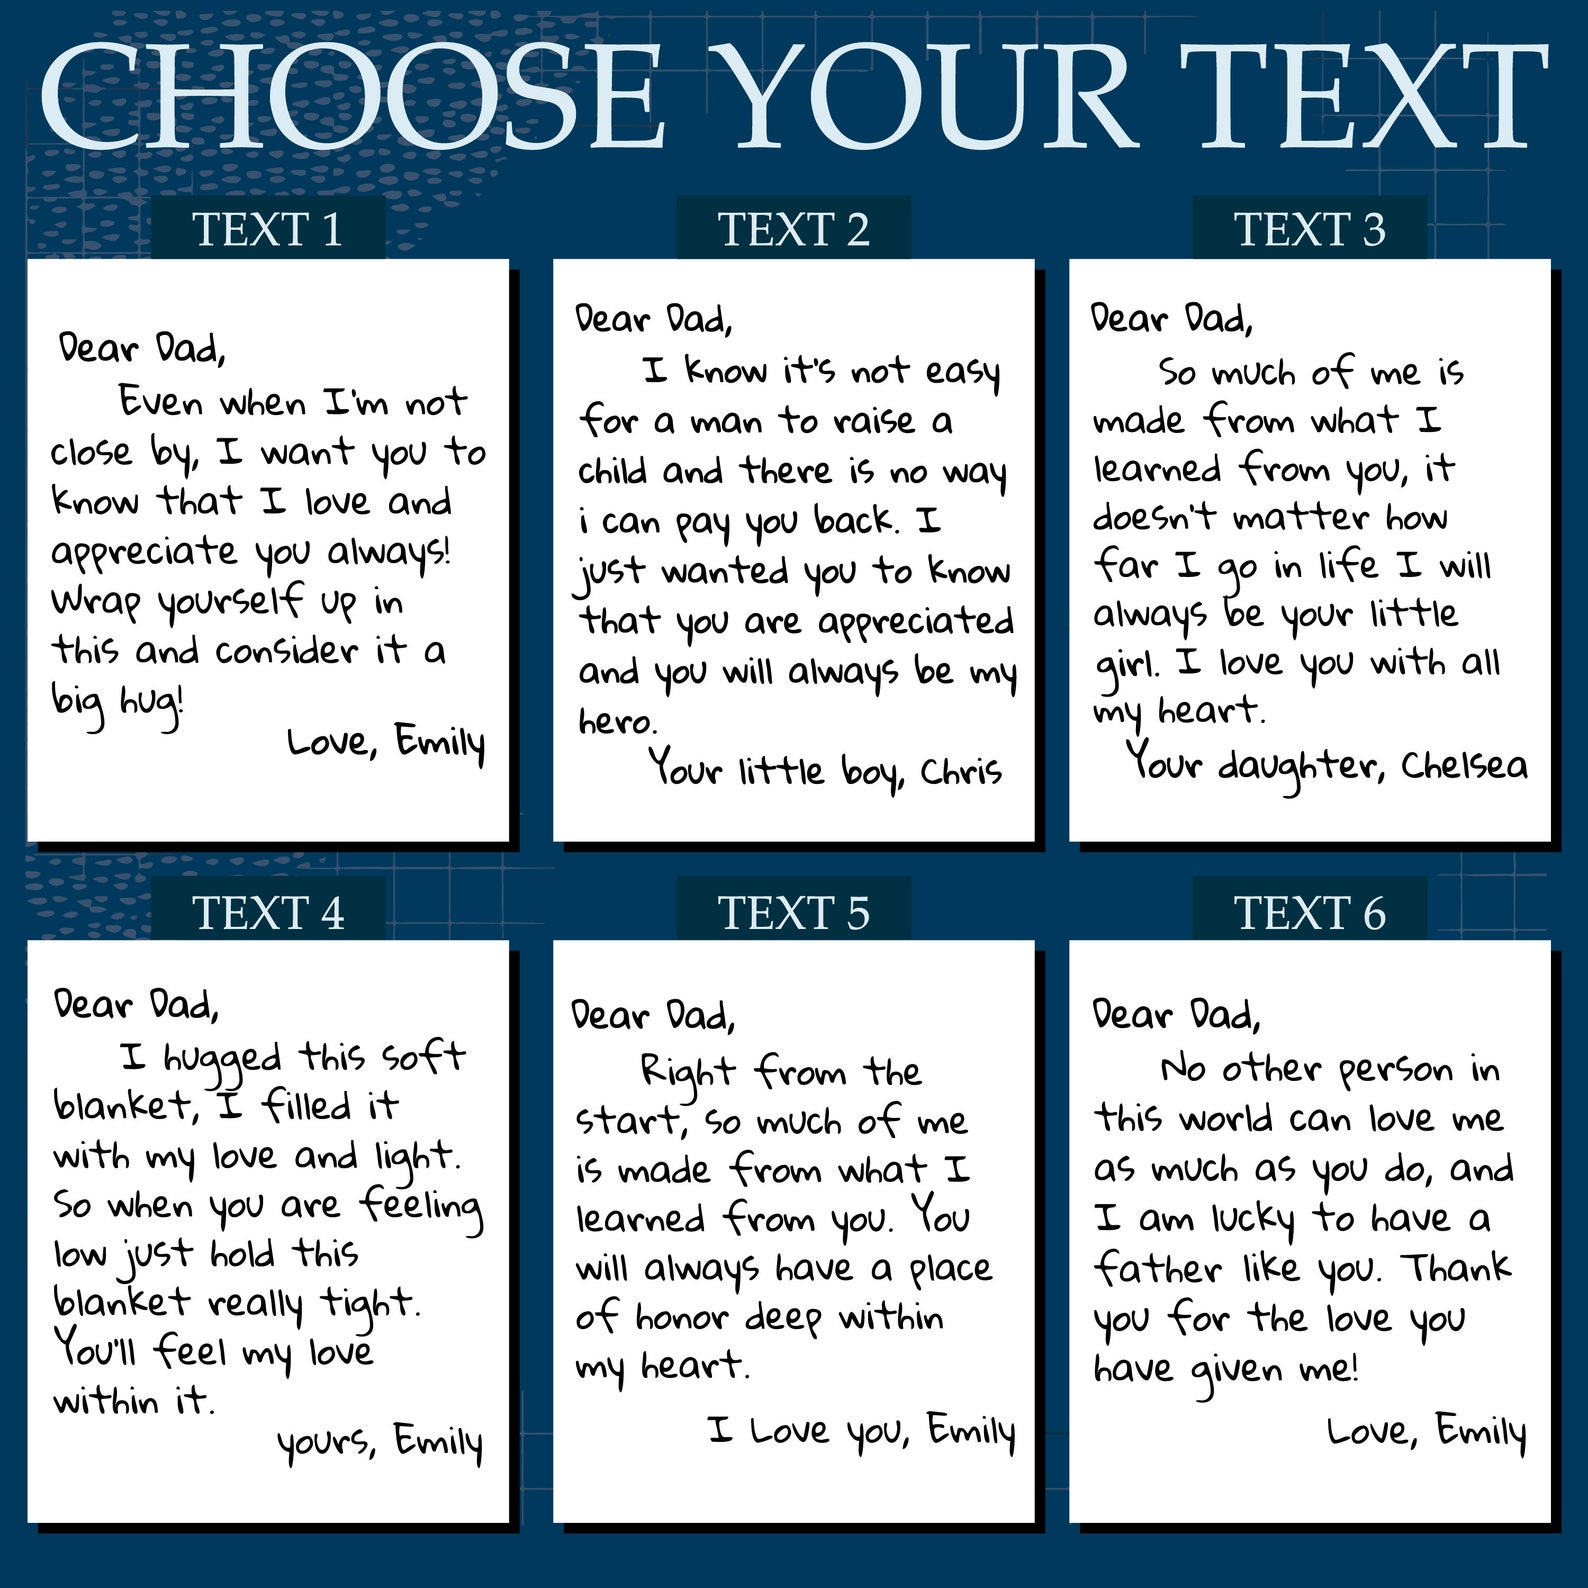 CHOOSE YOUR TEXT
TEXT 1
Dear Dad,
Even when I'm not
close by, I want you to
know that I love and
appreciate you always!
Wrap yourself up in
this and consider it a
big hug!
Love, Emily
TEXT 2
Dear Dad,
I know it's not easy
for a man to raise a
child and there is no way
i can pay you back. I
just wanted you to know
that you are appreciated
and you will always be my
hero.
Your little boy, Chris
TEXT 3
Dear Dad,
So much of me is
made from what I
learned from you, it
doesn't matter how
far I go in life I will
always be your little
girl. I love you with all
my heart.
Your daughter, Chelsea
TEXT 4
Dear Dad,
I hugged this soft
blanket, I filled it
with my love and light.
So when you are feeling
low just hold this
blanket really tight.
You'll feel my love
within it.
yours, Emily
TEXT 5
Dear Dad,
Right from the
start, so much of me
is made from what I
learned from you. You
will always have a place
of honor deep within
my heart.
I Love you, Emily
TEXT 6
Dear Dad,
No other person in
this world can love me
as much as you do, and
I am lucky to have a
father like you. Thank
you for the love you
have given me!
Love, Emily